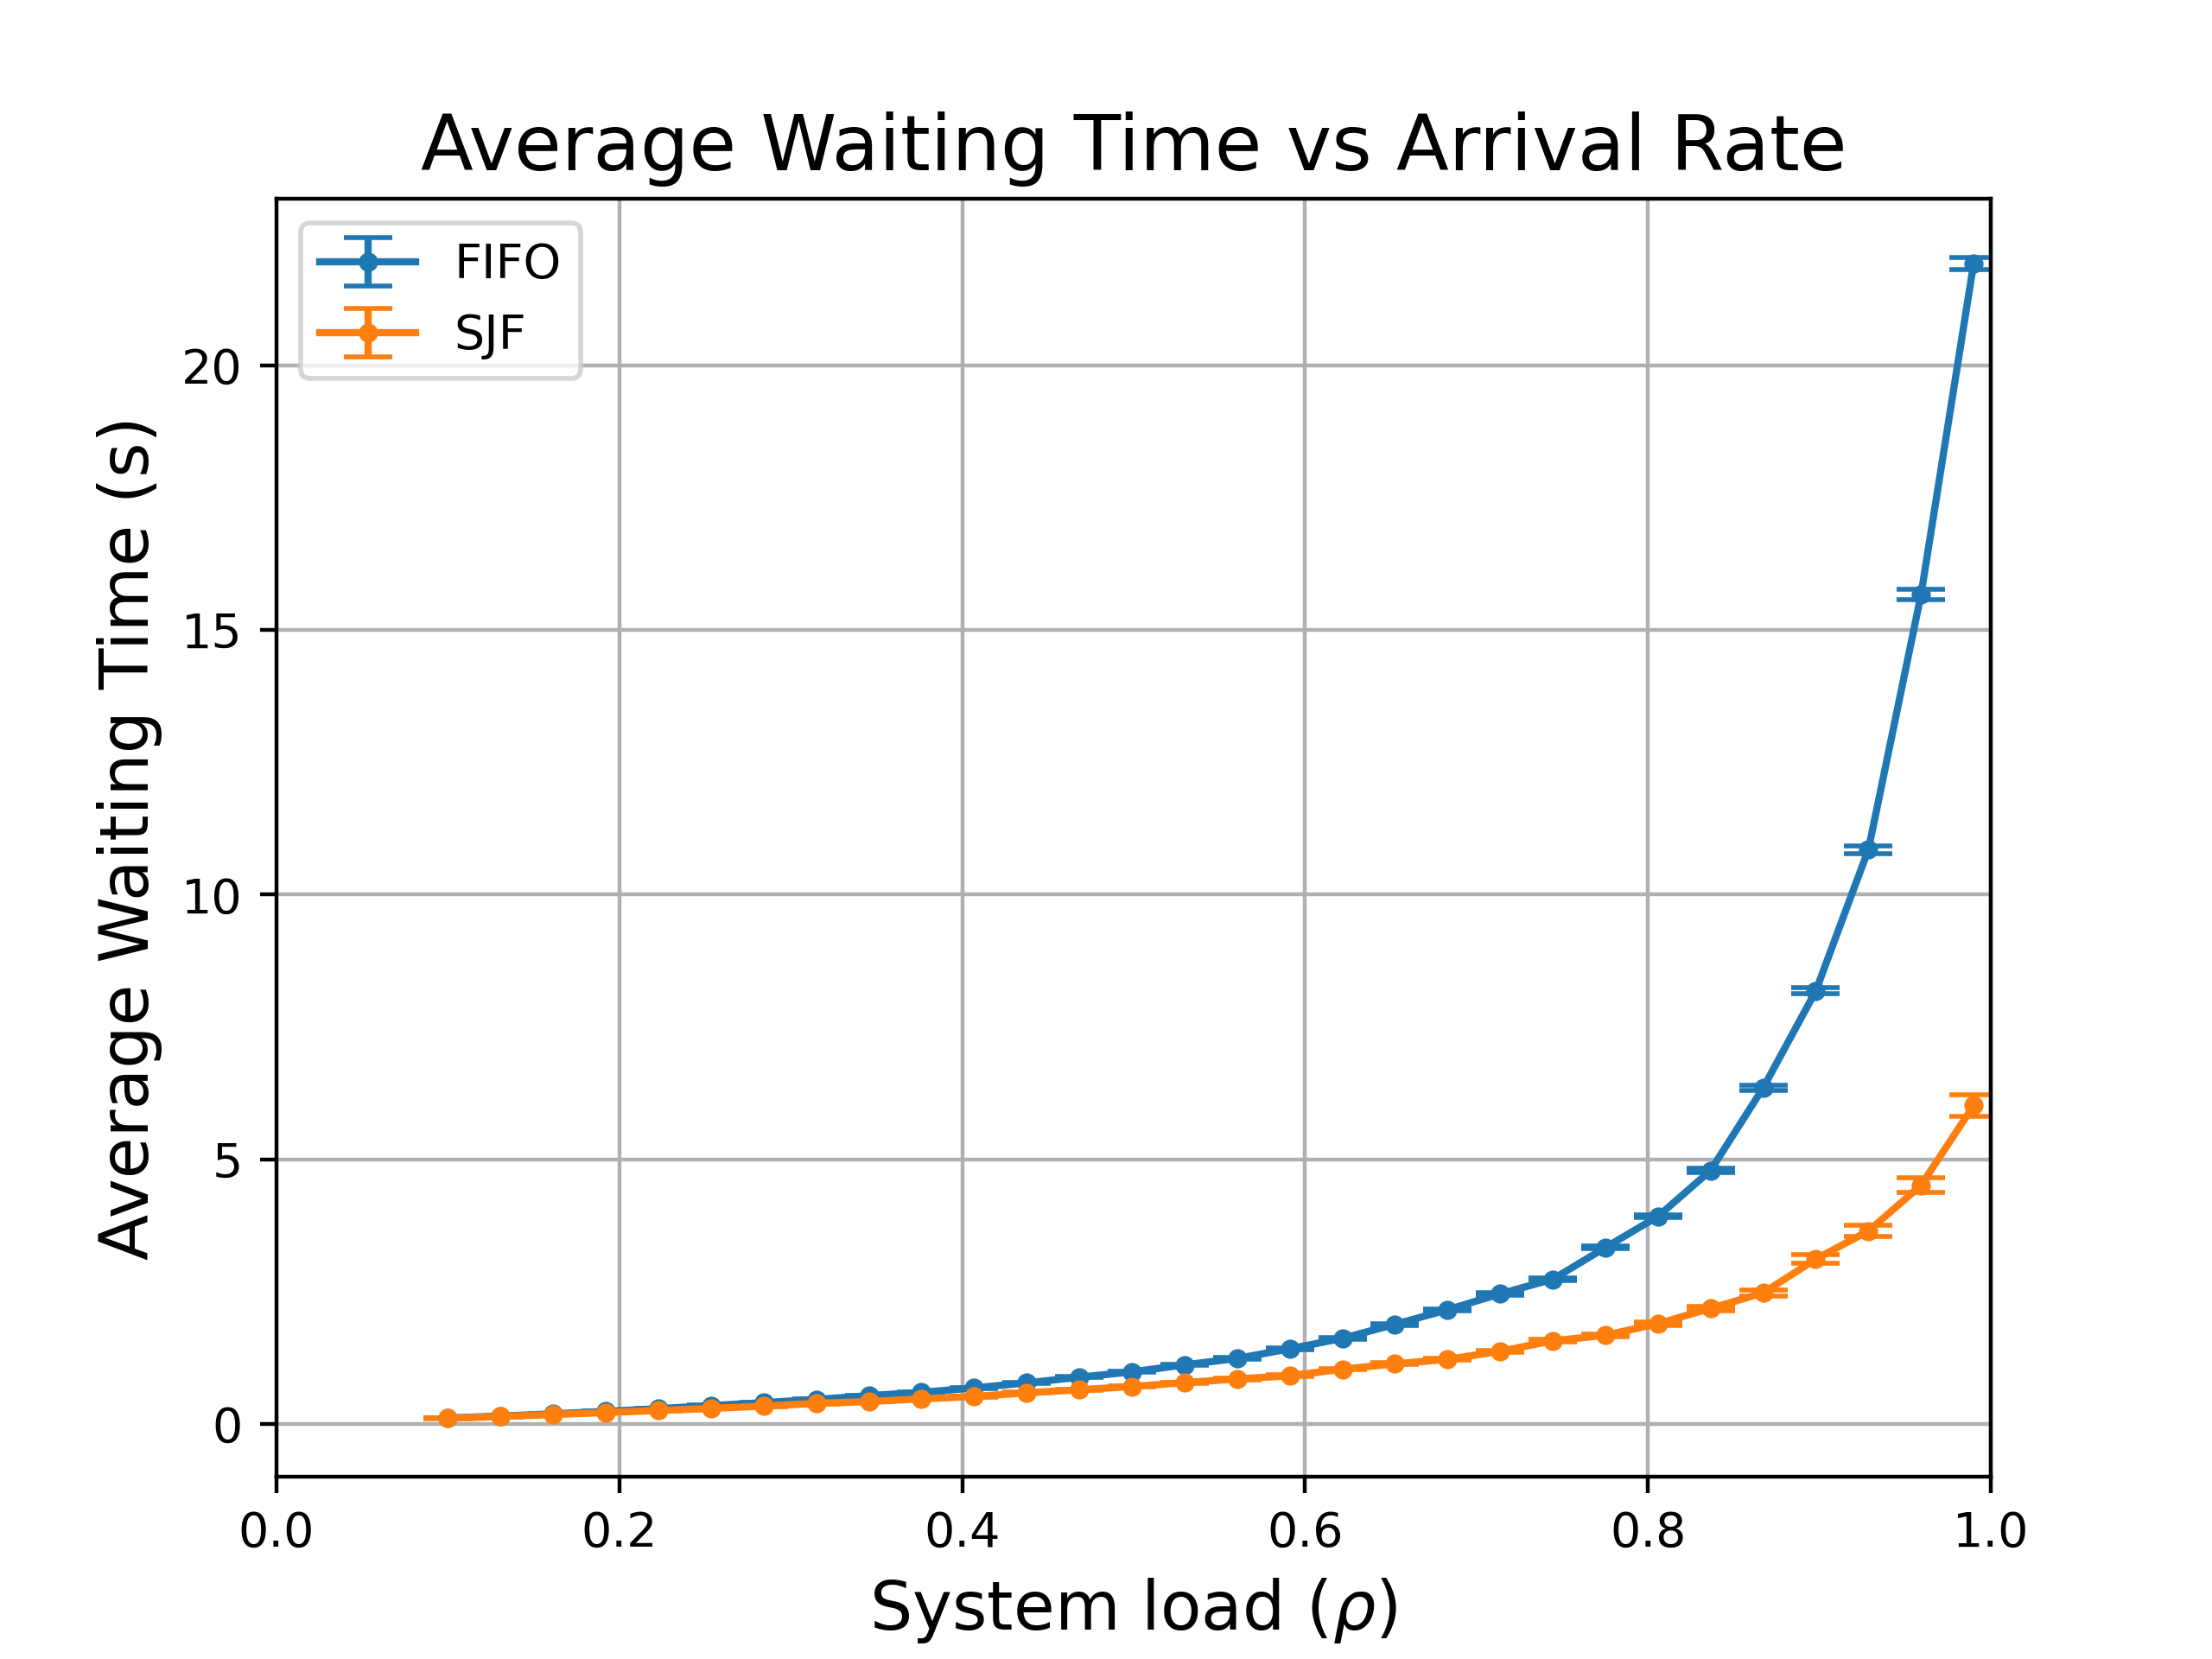 Average Waiting Time vs Arrival Rate
FIFO
SJF
Average Waiting Time (s)
20
15
10
5
0
0.0 0.2 0.4 0.6 0.8 1.0
System load (ρ)